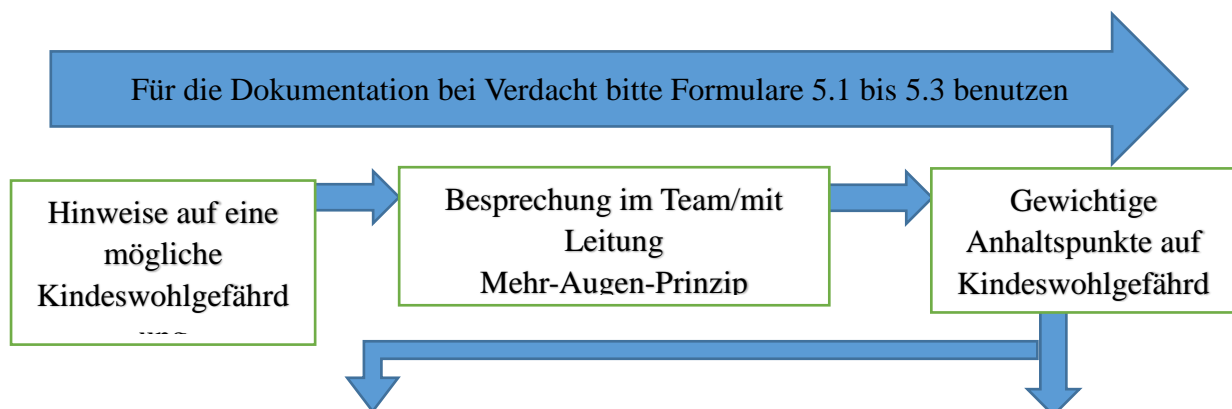 Für die Dokumentation bei Verdacht bitte Formulare 5.1 bis 5.3 benutzen
Hinweise auf eine
mögliche
Kindeswohlgefährd
ung
Besprechung im Team/mit
Leitung
Mehr-Augen-Prinzip
Gewichtige
Anhaltspunkte auf
Kindeswohlgefährd